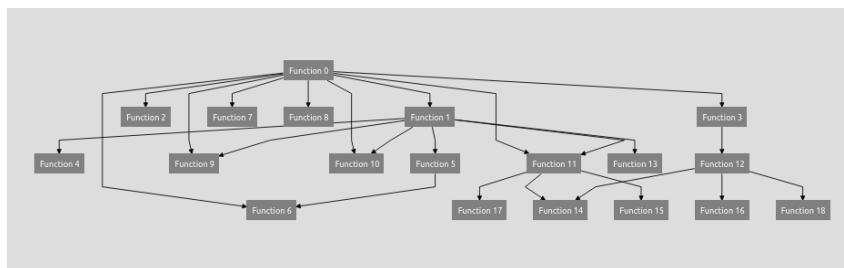 Function 0
Function 2
Function 7
Function 8
Function 1
Function 3
Function 4
Function 9
Function 10
Function 5
Function 11
Function 13
Function 12
Function 6
Function 17
Function 14
Function 15
Function 16
Function 18